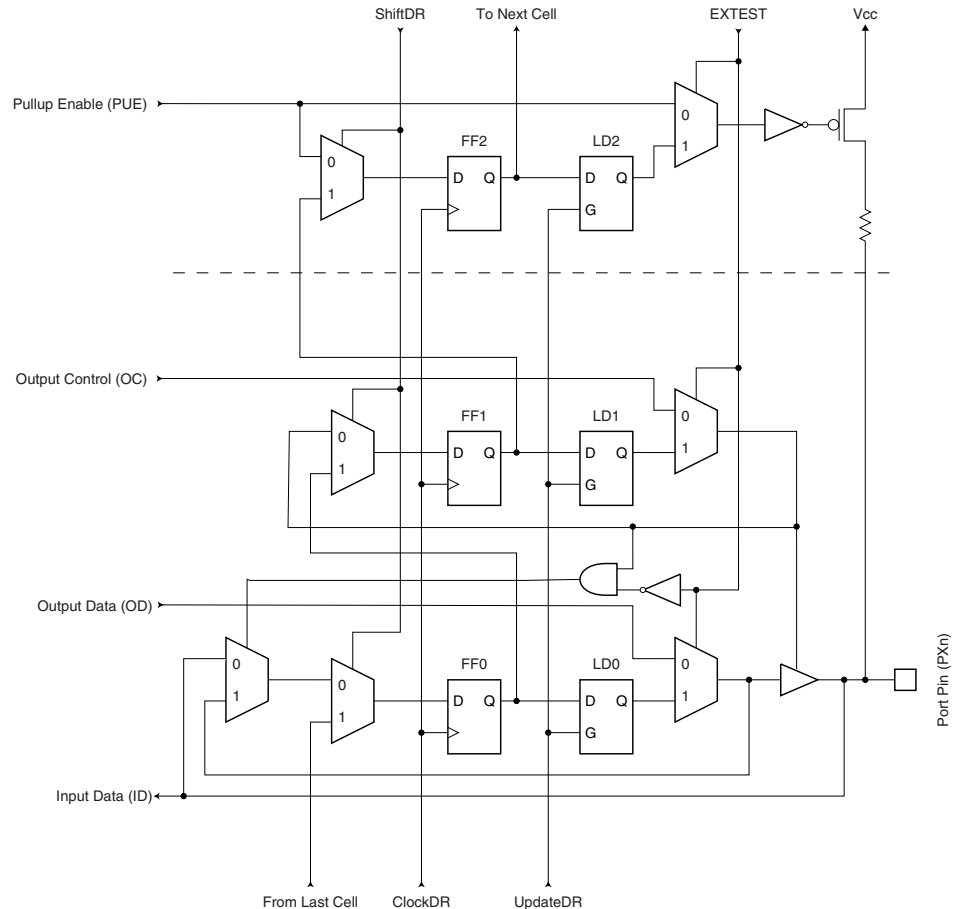 ShiftDR To Next Cell EXTEST Vcc
Pullup Enable (PUE)
0
FF2 LD2
0
1
1
D Q D Q
G
Output Control (OC)
0
FF1 LD1
0
1
1
D Q D Q
G
Output Data (OD)
0
1
0
1
FF0 LD0
D Q D Q
G
0
1
Port Pin (PXn)
Input Data (ID)
From Last Cell ClockDR UpdateDR